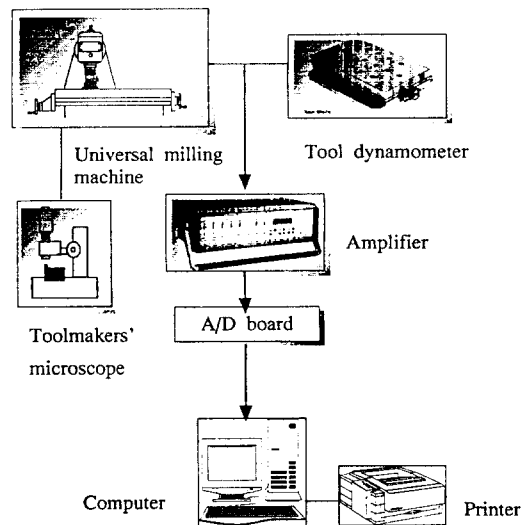 Universal milling
machine
Tool dynamometer
Amplifier
Toolmakers'
microscope
A/D board
Computer
Printer